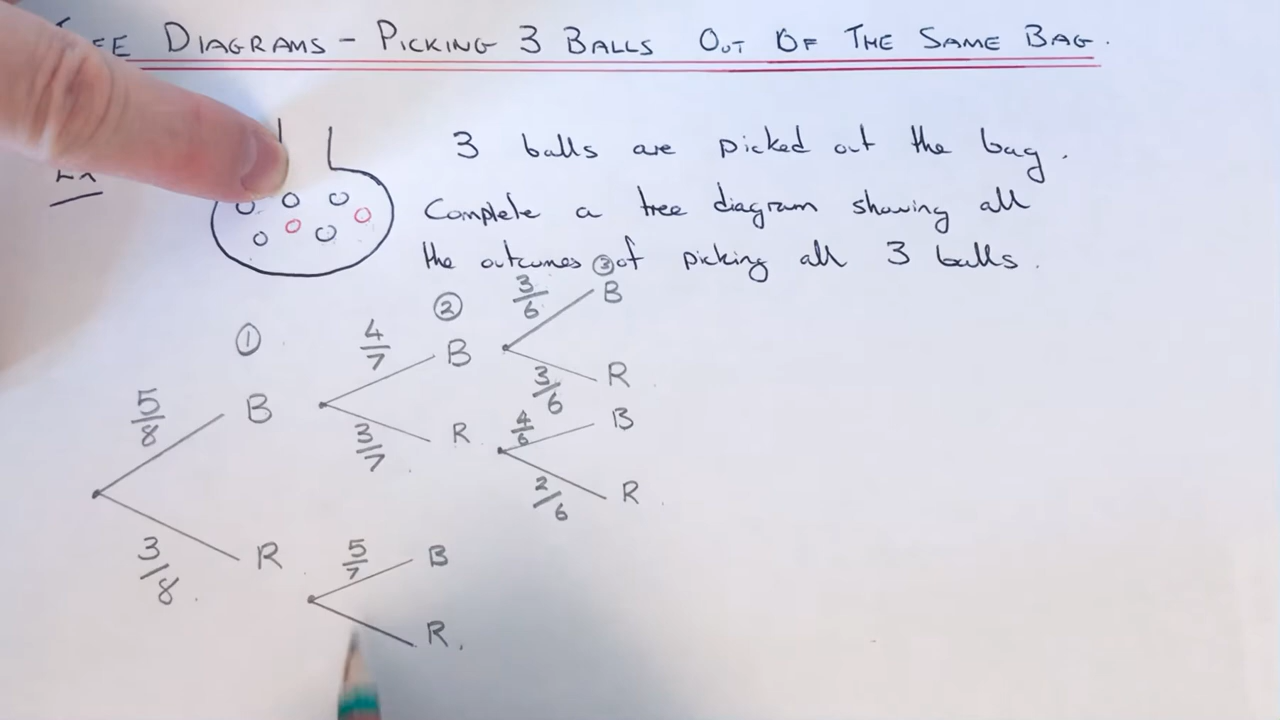 DIAGRAMS - PICKING 3 BALLS OUT OF THE SAME BAG.
3 balls are picked out the bag.
Complete a tree diagram showing all
the outcomes of picking all 3 balls.
① ② ③
5/8 B 4/7 B 3/6 B
3/6 R
3/7 R 4/6 B
2/6 R
3/8 R 5/7 B
R.